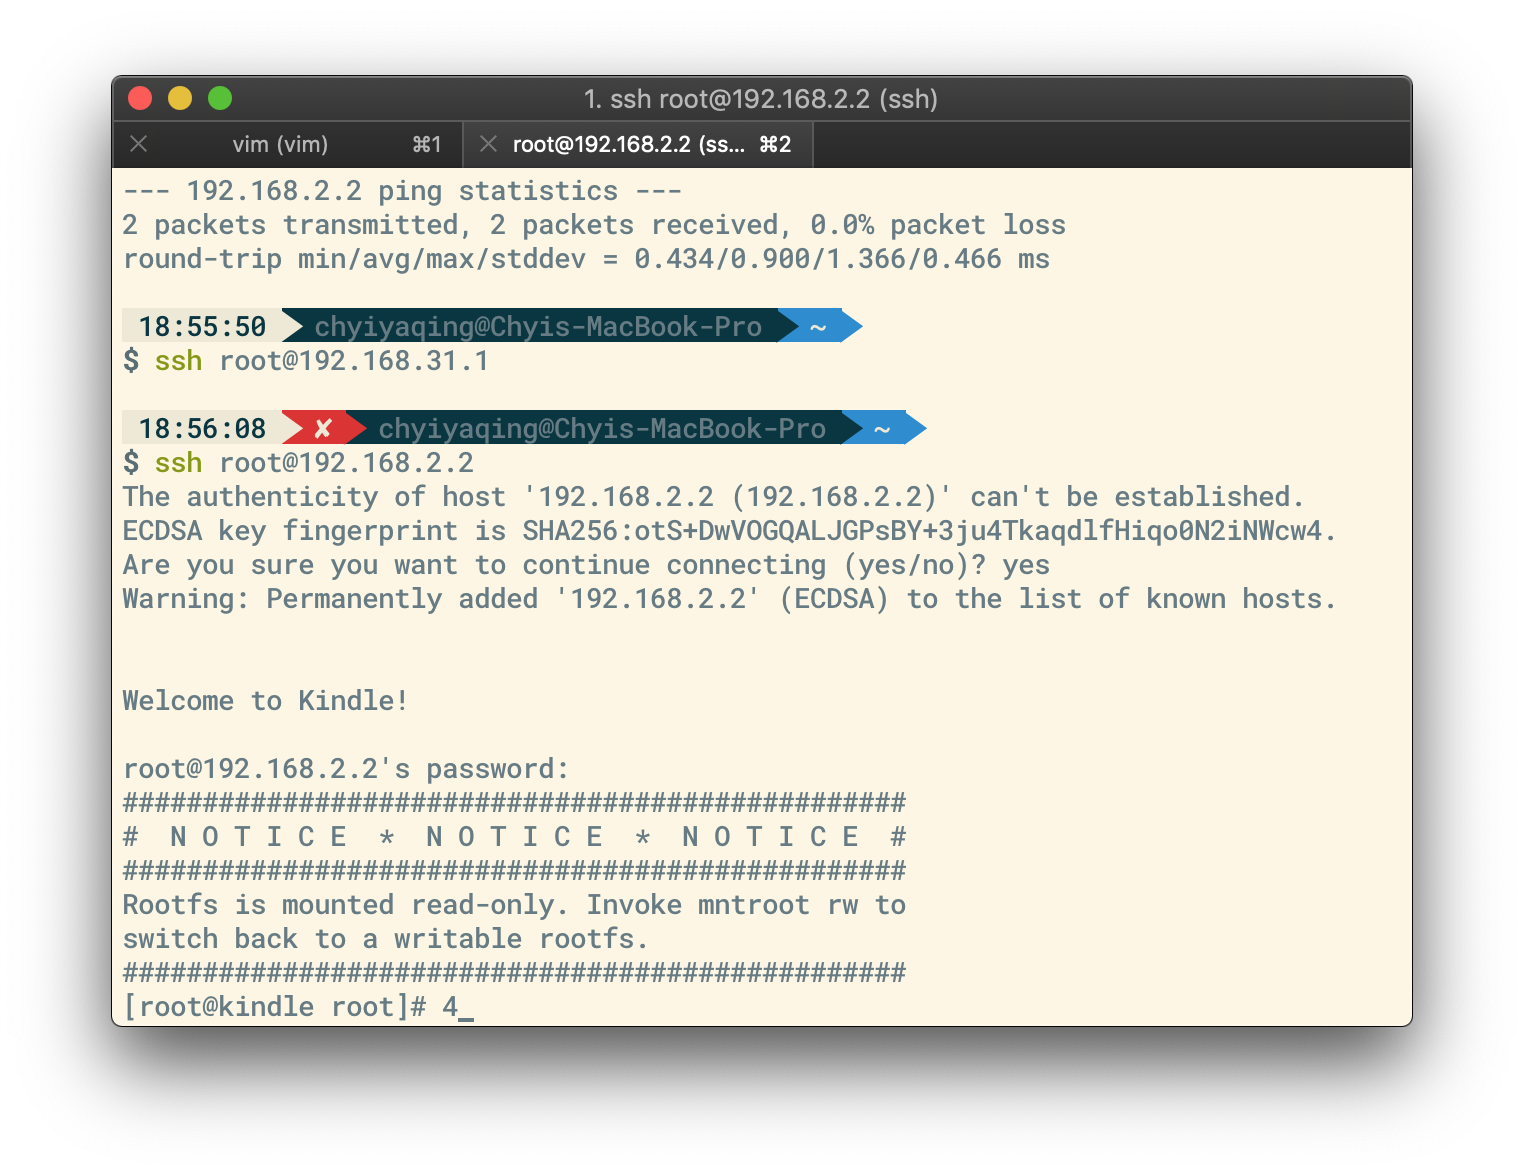 1. ssh root@192.168.2.2 (ssh)
vim (vim) ⌘1 root@192.168.2.2 (ss... ⌘2
--- 192.168.2.2 ping statistics ---
2 packets transmitted, 2 packets received, 0.0% packet loss
round-trip min/avg/max/stddev = 0.434/0.900/1.366/0.466 ms
18:55:50 chyiyaqing@Chyis-MacBook-Pro ~
$ ssh root@192.168.31.1
18:56:08 ✘ chyiyaqing@Chyis-MacBook-Pro ~
$ ssh root@192.168.2.2
The authenticity of host '192.168.2.2 (192.168.2.2)' can't be established.
ECDSA key fingerprint is SHA256:otS+DwVOGQALJGPsBY+3ju4TkaqdlfHiqo0N2iNWcw4.
Are you sure you want to continue connecting (yes/no)? yes
Warning: Permanently added '192.168.2.2' (ECDSA) to the list of known hosts.
Welcome to Kindle!
root@192.168.2.2's password:
#################################################
#  N O T I C E  *  N O T I C E  *  N O T I C E  #
#################################################
Rootfs is mounted read-only. Invoke mntroot rw to
switch back to a writable rootfs.
#################################################
[root@kindle root]# 4_